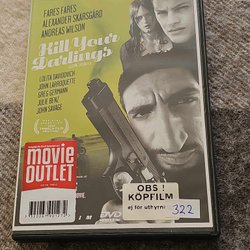 FARES FARES
ALEXANDER SKARSGÅRD
ANDREAS WILSON
Kill Your
Darlings
LOLITA DAVIDOVICH
JOHN LARROQUETTE
GREG GERMANN
JULIE BENZ
JOHN SAVAGE
movie
OUTLET
OBS !
KÖPFILM
ej för uthyrni
322
DVD